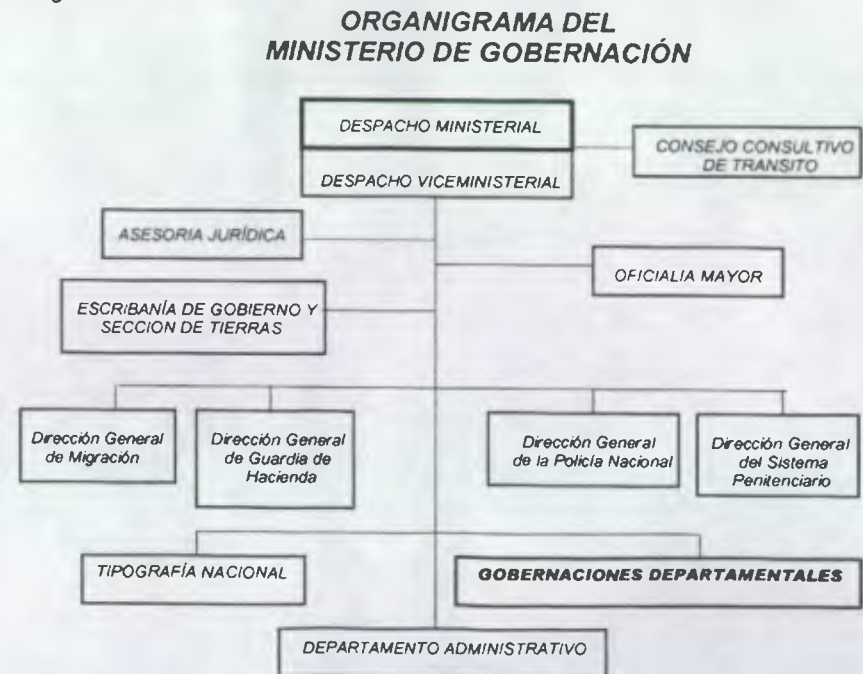 ORGANIGRAMA DEL
MINISTERIO DE GOBERNACIÓN
DESPACHO MINISTERIAL
CONSEJO CONSULTIVO
DE TRANSITO
DESPACHO VICEMINISTERIAL
ASESORIA JURÍDICA
OFICIALIA MAYOR
ESCRIBANÍA DE GOBIERNO Y
SECCION DE TIERRAS
Dirección General
de Migración
Dirección General
de Guardia de
Hacienda
Dirección General
de la Policía Nacional
Dirección General
del Sistema
Penitenciario
TIPOGRAFÍA NACIONAL
GOBERNACIONES DEPARTAMENTALES
DEPARTAMENTO ADMINISTRATIVO